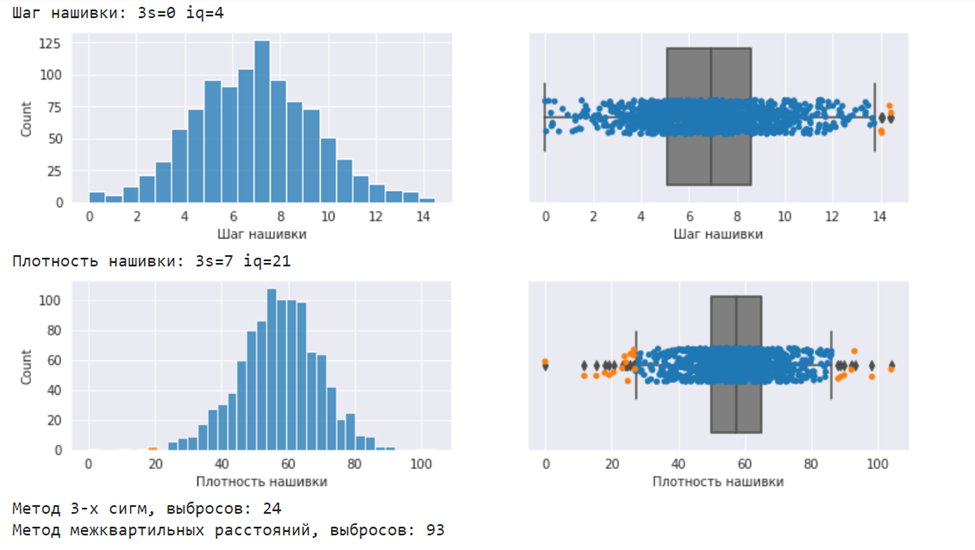 Шаг нашивки: 3s=0 iq=4
125
100
75
50
25
0
Count
0 2 4 6 8 10 12 14
Шаг нашивки
0 2 4 6 8 10 12 14
Шаг нашивки
Плотность нашивки: 3s=7 iq=21
100
80
60
40
20
0
Count
0 20 40 60 80 100
Плотность нашивки
0 20 40 60 80 100
Плотность нашивки
Метод 3-х сигм, выбросов: 24
Метод межквартильных расстояний, выбросов: 93